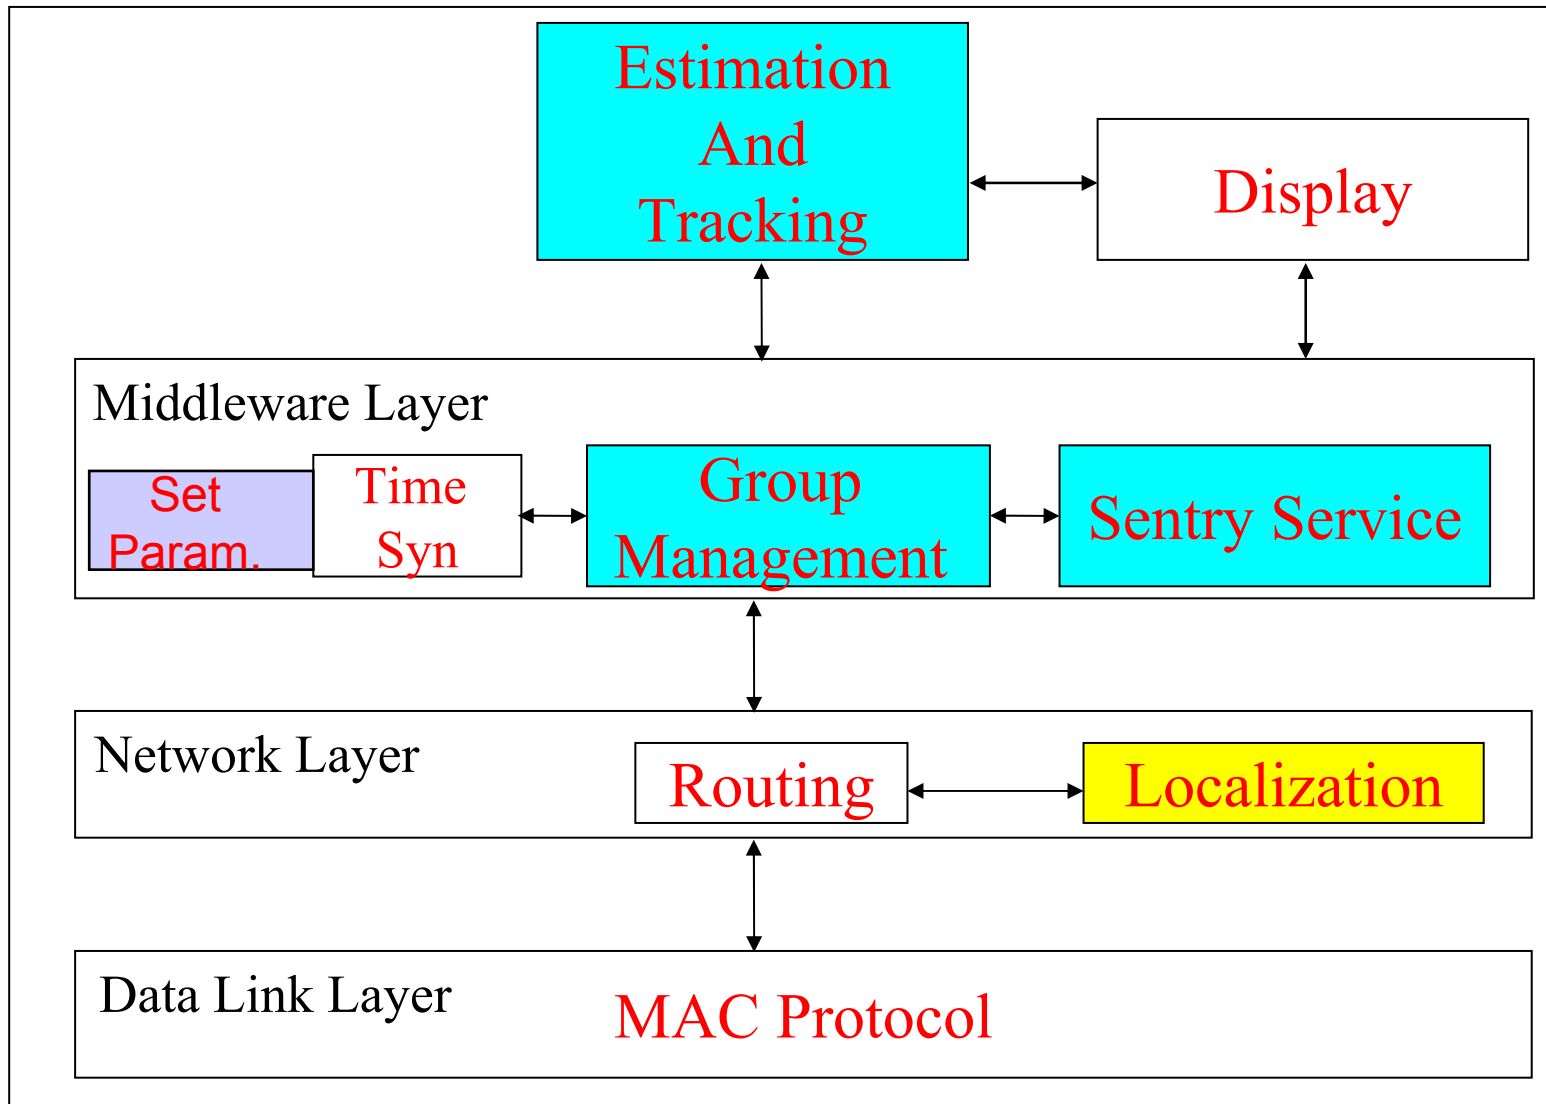 Estimation
And
Tracking
Display
Middleware Layer
Set
Param.
Time
Syn
Group
Management
Sentry Service
Network Layer
Routing
Localization
Data Link Layer
MAC Protocol